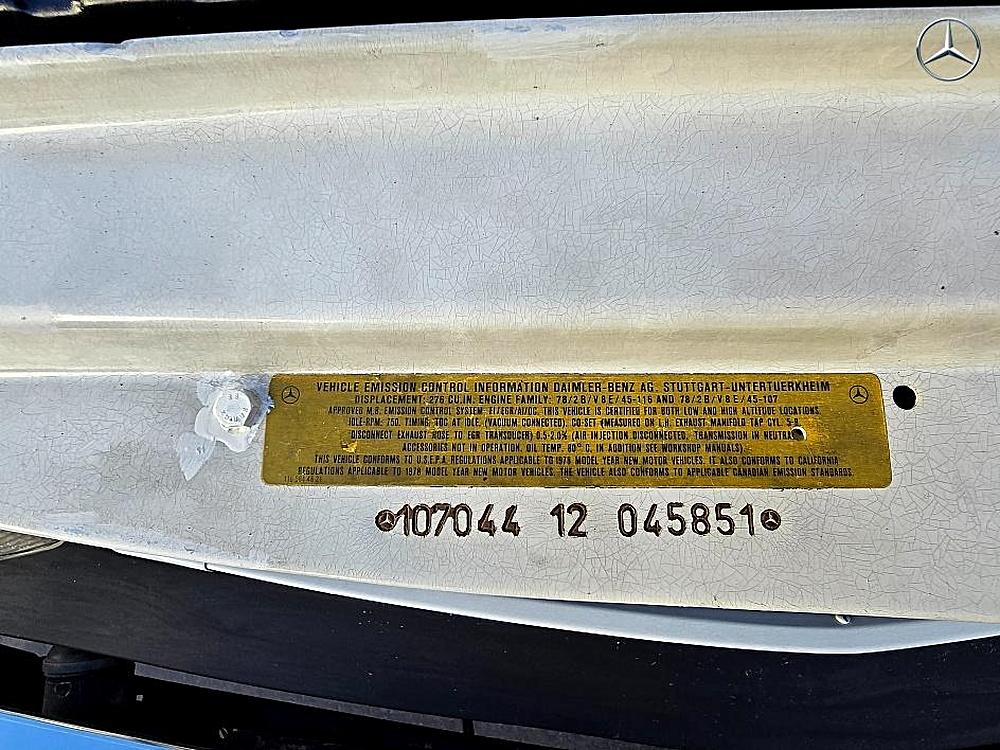 VEHICLE EMISSION CONTROL INFORMATION DAIMLER-BENZ AG. STUTTGART-UNTERTUERKHEIM
DISPLACEMENT: 276 CU.IN. ENGINE FAMILY: 78/2 B/V 8 E/45-116 AND 78/2 B/V 8 E/45-107
APPROVED M.B. EMISSION CONTROL SYSTEM: FI/EGR/AI/OC. THIS VEHICLE IS CERTIFIED FOR BOTH LOW AND HIGH ALTITUDE LOCATIONS.
IDLE-RPM: 750. TIMING: TDC AT IDLE, (VACUUM CONNECTED). CO-SET (MEASURED ON L.H. EXHAUST MANIFOLD TAP CYL. 5-8
DISCONNECT EXHAUST HOSE TO EGR TRANSDUCER) 0.5-2.0% (AIR INJECTION DISCONNECTED, TRANSMISSION IN NEUTRAL
ACCESSORIES NOT IN OPERATION, OIL TEMP. 80° C, IN ADDITION SEE WORKSHOP MANUALS).
THIS VEHICLE CONFORMS TO U.S.E.P.A. REGULATIONS APPLICABLE TO 1978 MODEL YEAR NEW MOTOR VEHICLES. IT ALSO CONFORMS TO CALIFORNIA
REGULATIONS APPLICABLE TO 1978 MODEL YEAR NEW MOTOR VEHICLES. THE VEHICLE ALSO CONFORMS TO APPLICABLE CANADIAN EMISSION STANDARDS.
107044 12 045851